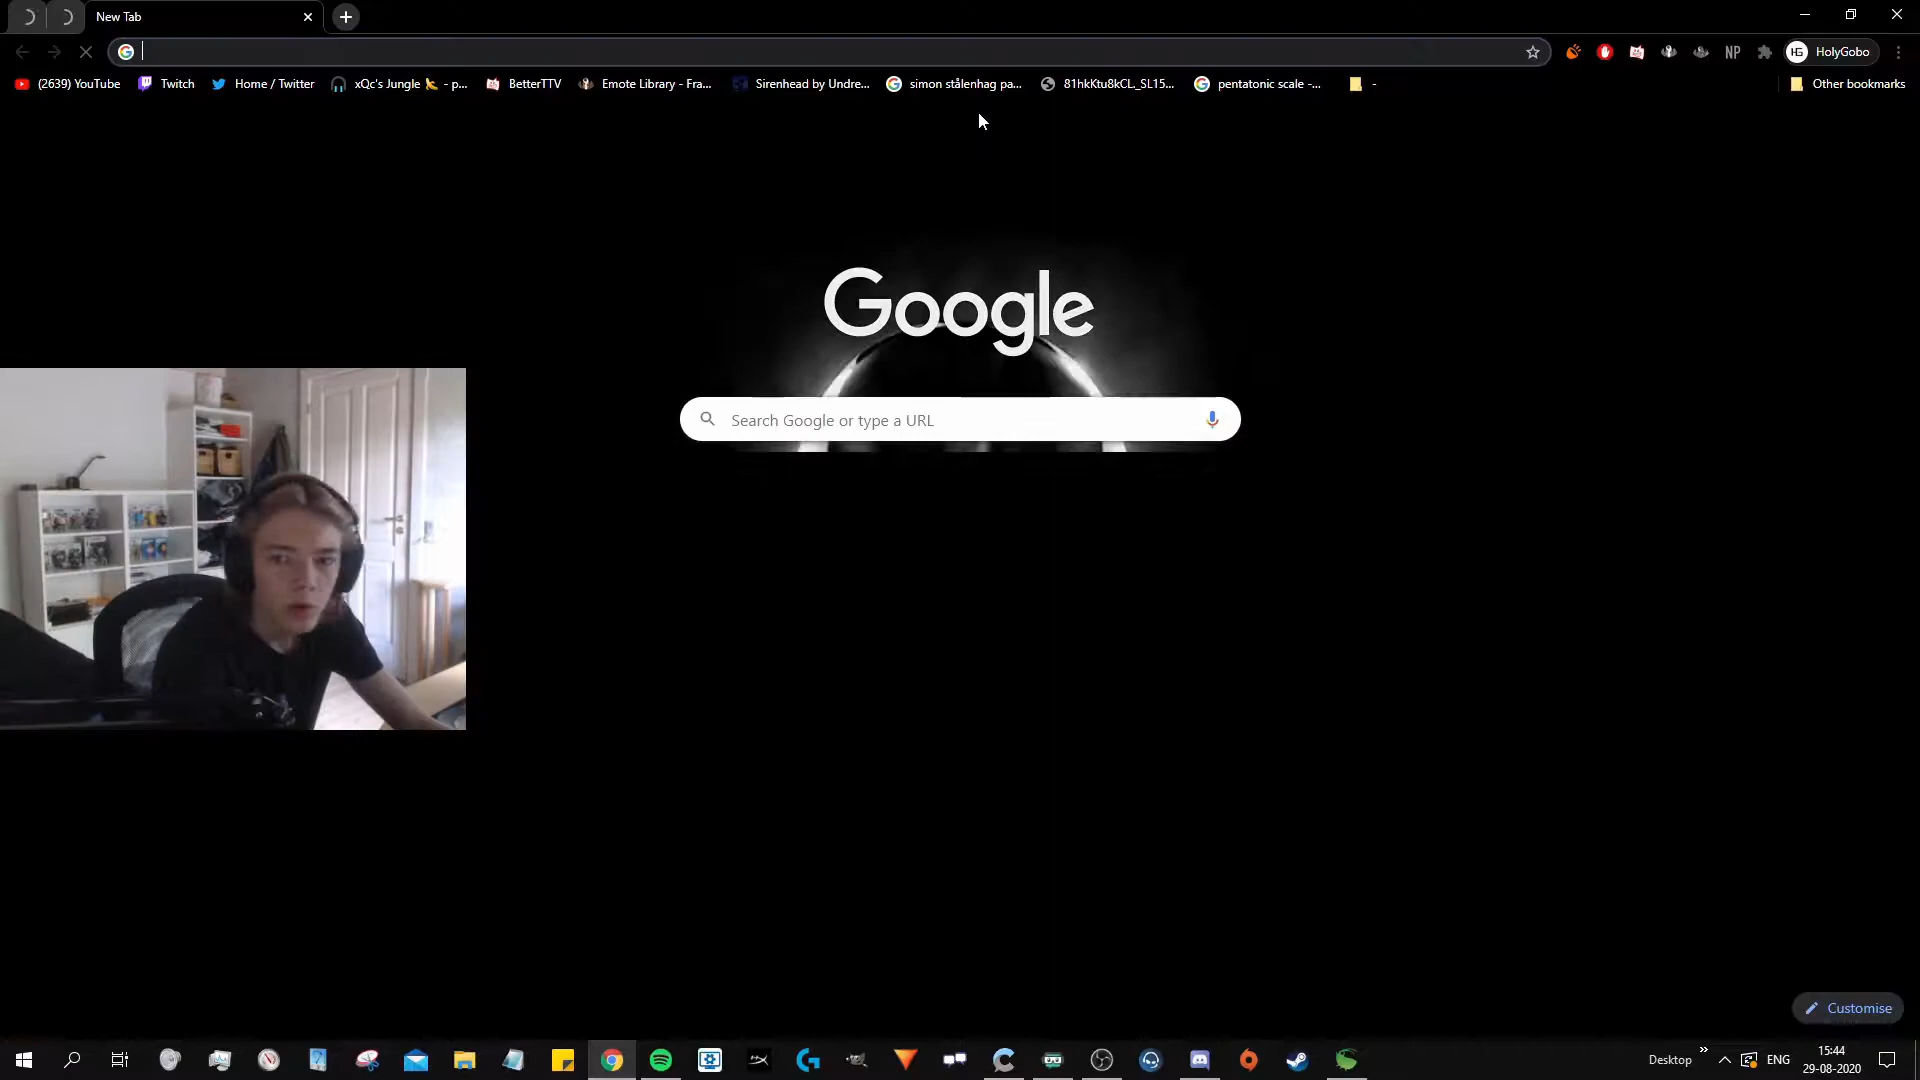 New Tab
HG HolyGobo
(2639) YouTube Twitch Home / Twitter xQc's Jungle - p... BetterTTV Emote Library - Fra... Sirenhead by Undre... simon stålenhag pa... 81hkKtu8kCL._SL15... pentatonic scale -... - Other bookmarks
NP
Google
Search Google or type a URL
Customise
Desktop ENG 15:44
29-08-2020